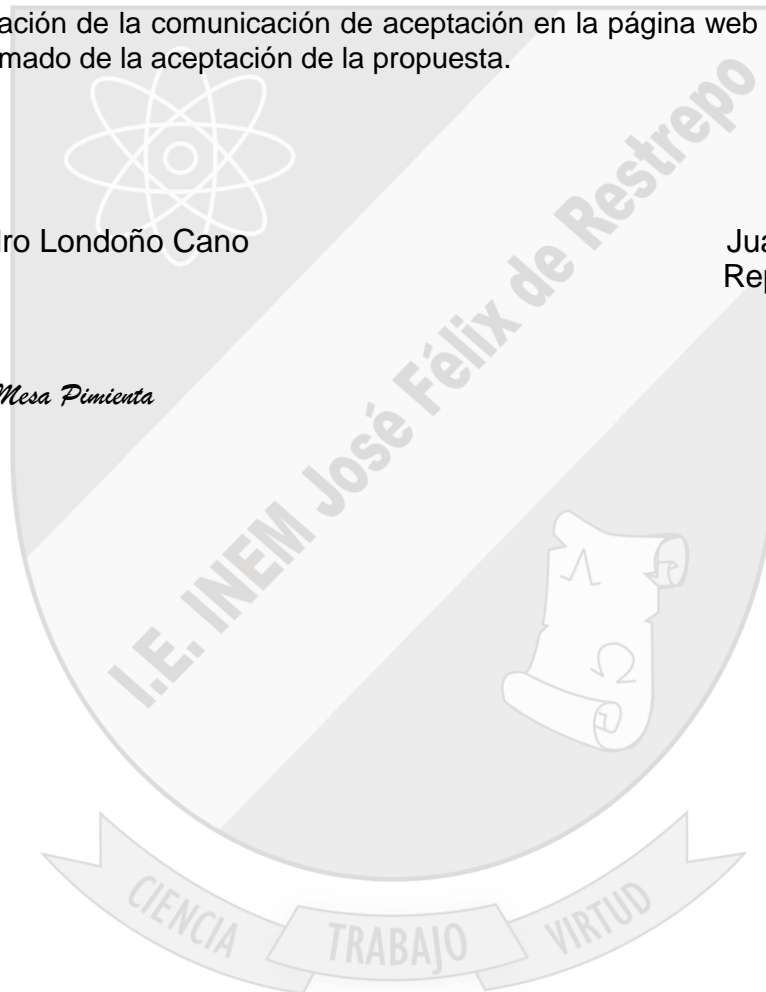 ación de la comunicación de aceptación en la página web
mado de la aceptación de la propuesta.
dro Londoño Cano
Jua
Rep
Mesa Pimienta
I.E. INEM José Félix de Restrepo
Λ
Ω
CIENCIA TRABAJO VIRTUD